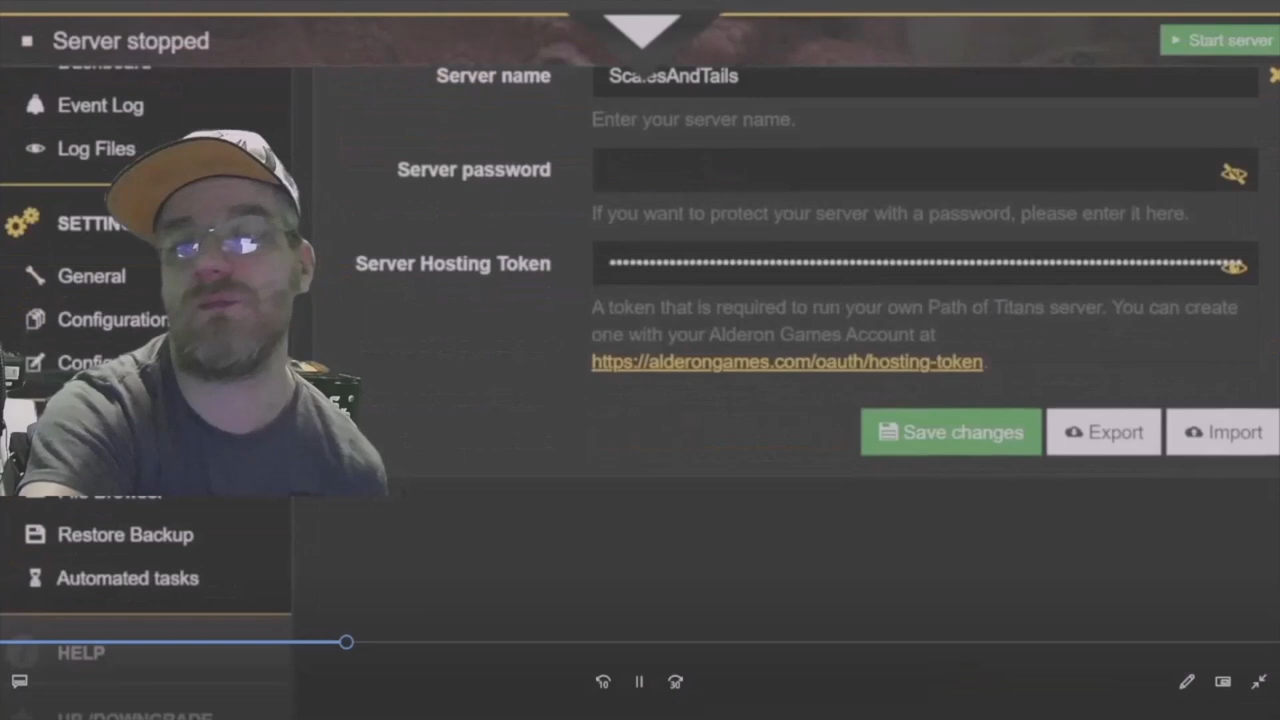 Server stopped
Start server
Server name
ScalesAndTails
Enter your server name.
Event Log
Log Files
Server password
If you want to protect your server with a password, please enter it here.
General
Server Hosting Token
A token that is required to run your own Path of Titans server. You can create
one with your Alderon Games Account at
https://alderongames.com/oauth/hosting-token
Save changes
Export
Import
Restore Backup
Automated tasks
HELP
10
30